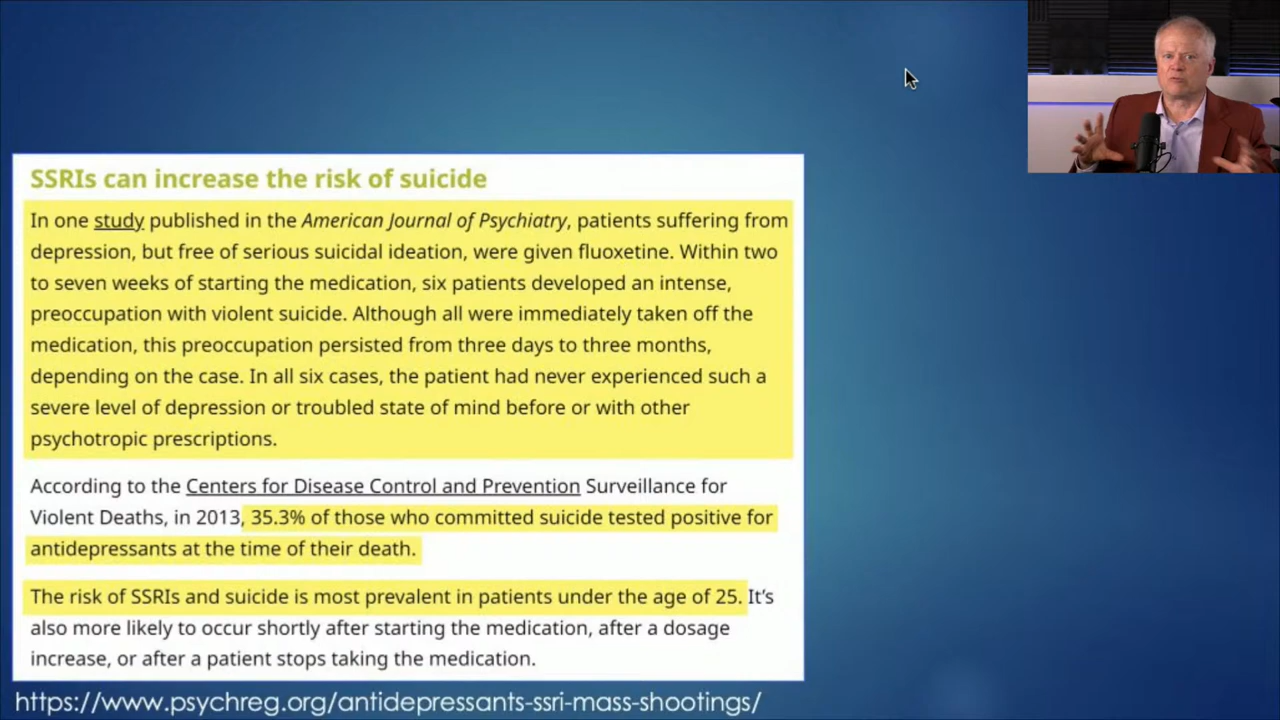 SSRIs can increase the risk of suicide
In one study published in the American Journal of Psychiatry, patients suffering from
depression, but free of serious suicidal ideation, were given fluoxetine. Within two
to seven weeks of starting the medication, six patients developed an intense,
preoccupation with violent suicide. Although all were immediately taken off the
medication, this preoccupation persisted from three days to three months,
depending on the case. In all six cases, the patient had never experienced such a
severe level of depression or troubled state of mind before or with other
psychotropic prescriptions.
According to the Centers for Disease Control and Prevention Surveillance for
Violent Deaths, in 2013, 35.3% of those who committed suicide tested positive for
antidepressants at the time of their death.
The risk of SSRIs and suicide is most prevalent in patients under the age of 25. It's
also more likely to occur shortly after starting the medication, after a dosage
increase, or after a patient stops taking the medication.
https://www.psychreg.org/antidepressants-ssri-mass-shootings/